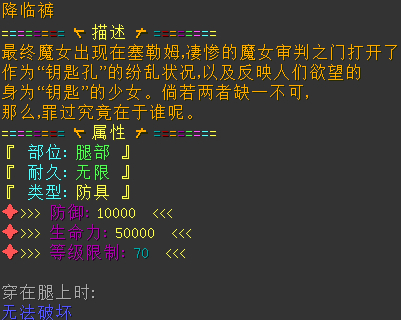 降临裤
========= 描述 =========
最终魔女出现在塞勒姆,凄惨的魔女审判之门打开了
作为“钥匙孔”的纷乱状况,以及反映人们欲望的
身为“钥匙”的少女。倘若两者缺一不可,
那么,罪过究竟在于谁呢。
========= 属性 =========
『 部位: 腿部 』
『 耐久: 无限 』
『 类型: 防具 』
>>> 防御: 10000 <<<
>>> 生命力: 50000 <<<
>>> 等级限制: 70 <<<
穿在腿上时:
无法破坏